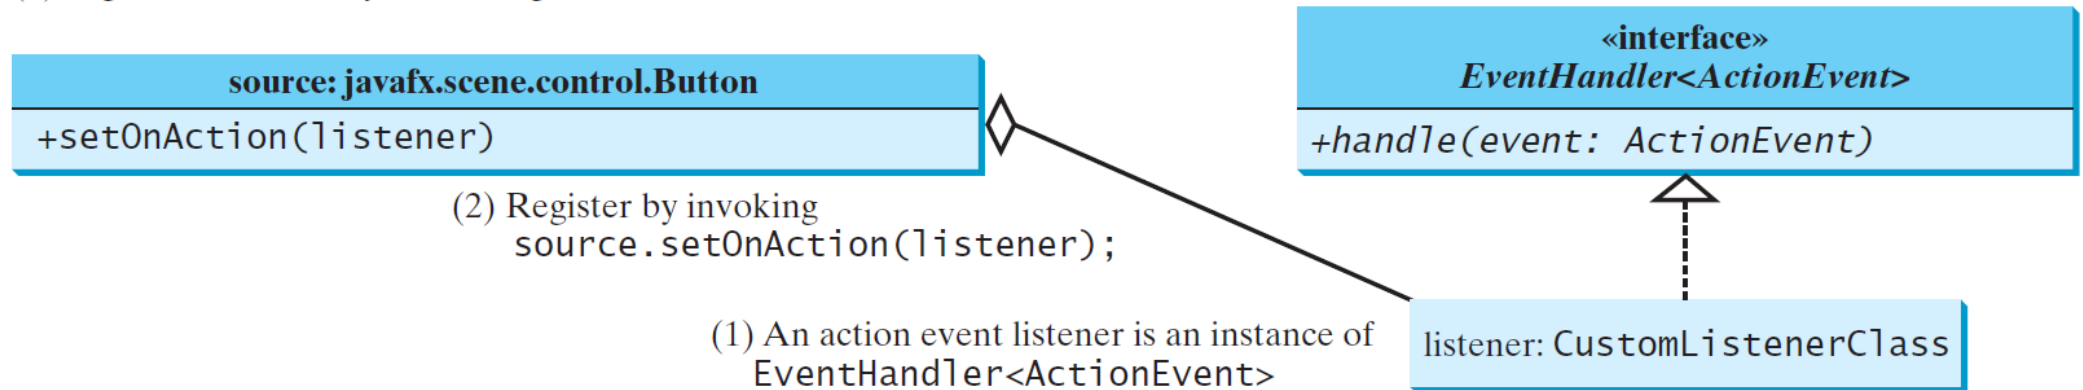 source: javafx.scene.control.Button
+setOnAction(listener)
«interface»
EventHandler<ActionEvent>
+handle(event: ActionEvent)
(2) Register by invoking
source.setOnAction(listener);
(1) An action event listener is an instance of
EventHandler<ActionEvent>
listener: CustomListenerClass